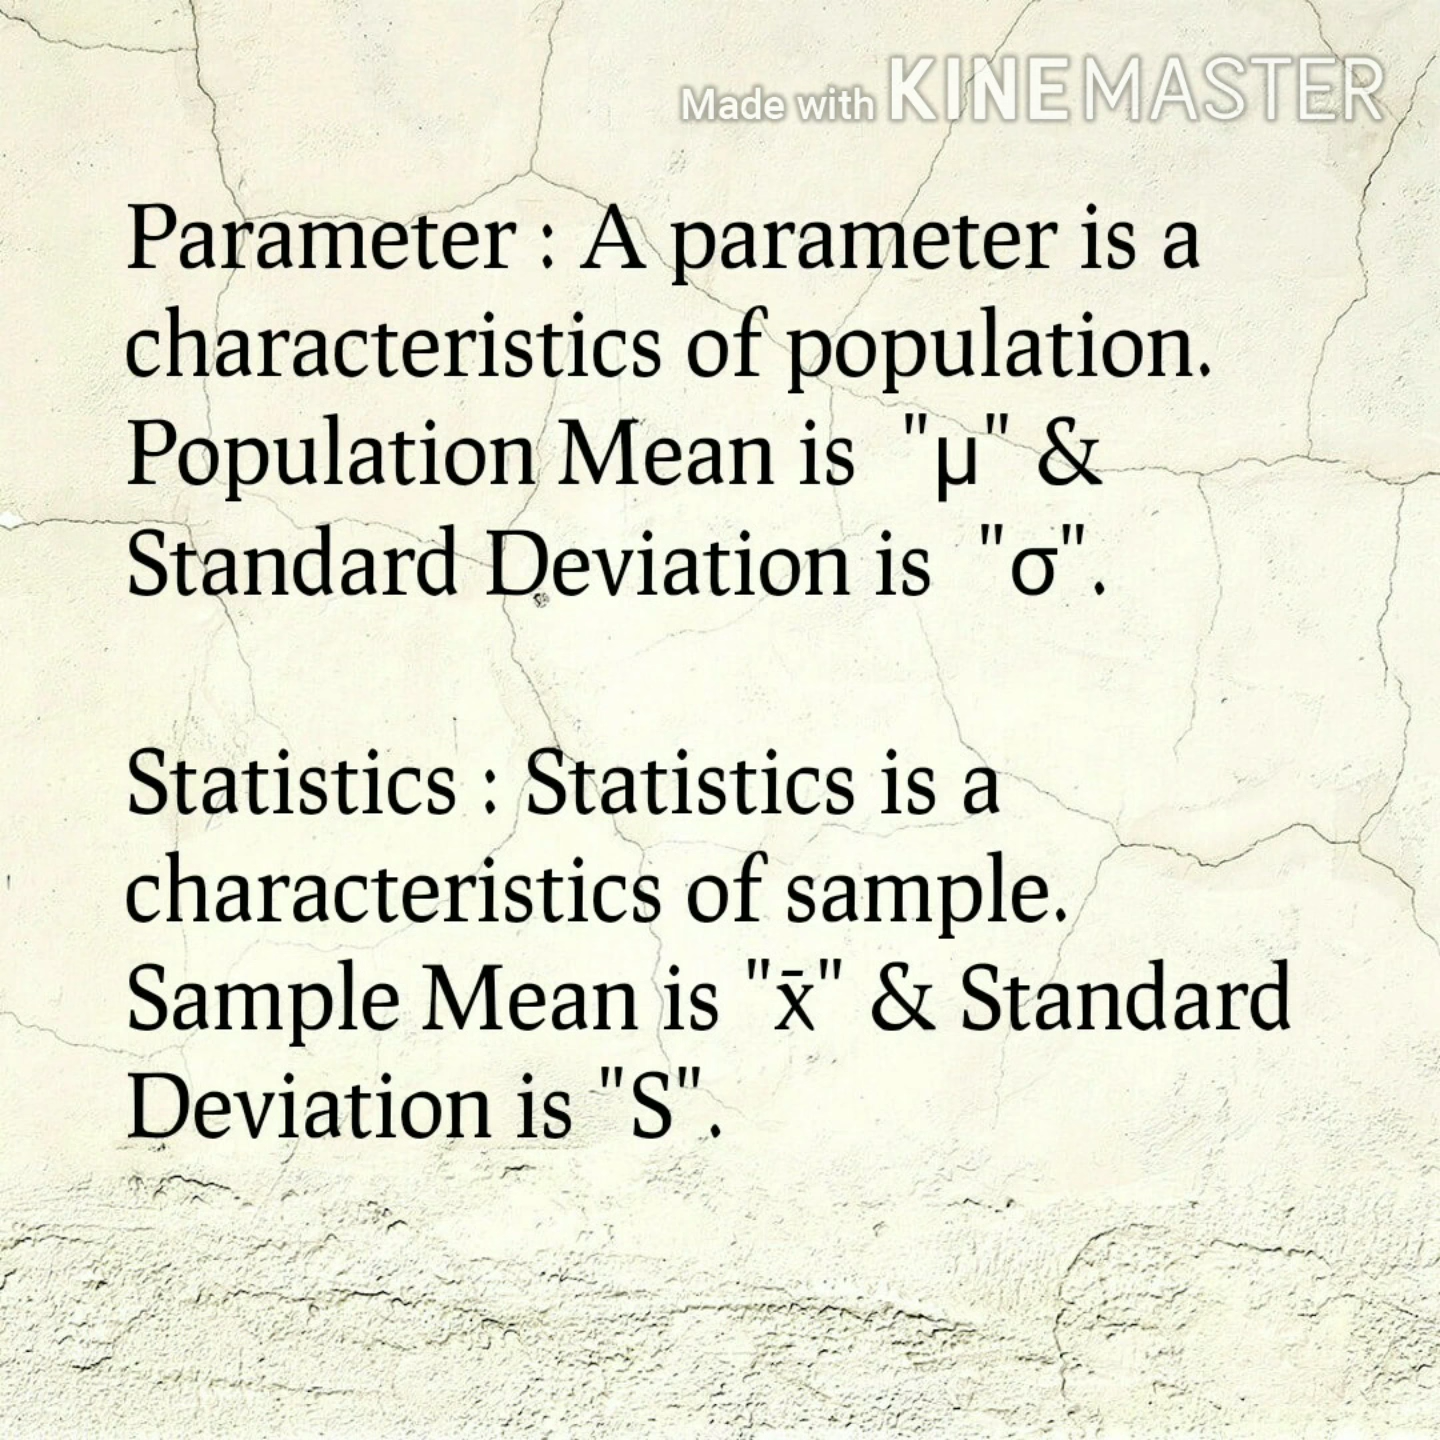 Made with KINEMASTER
Parameter : A parameter is a
characteristics of population.
Population Mean is  "µ" &
Standard Deviation is  "σ".
Statistics : Statistics is a
characteristics of sample.
Sample Mean is "x̄" & Standard
Deviation is "S".